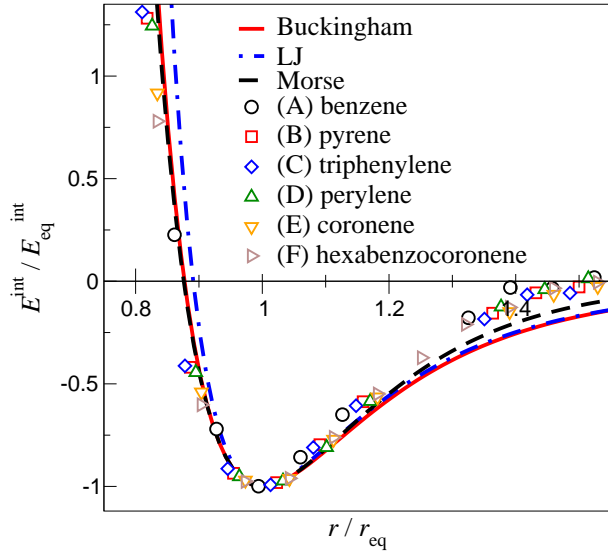 Buckingham
LJ
Morse
(A) benzene
(B) pyrene
(C) triphenylene
(D) perylene
(E) coronene
(F) hexabenzocoronene
1
0.5
0
-0.5
-1
E^int / E_eq^int
0.8 1 1.2 1.4
r / r_eq